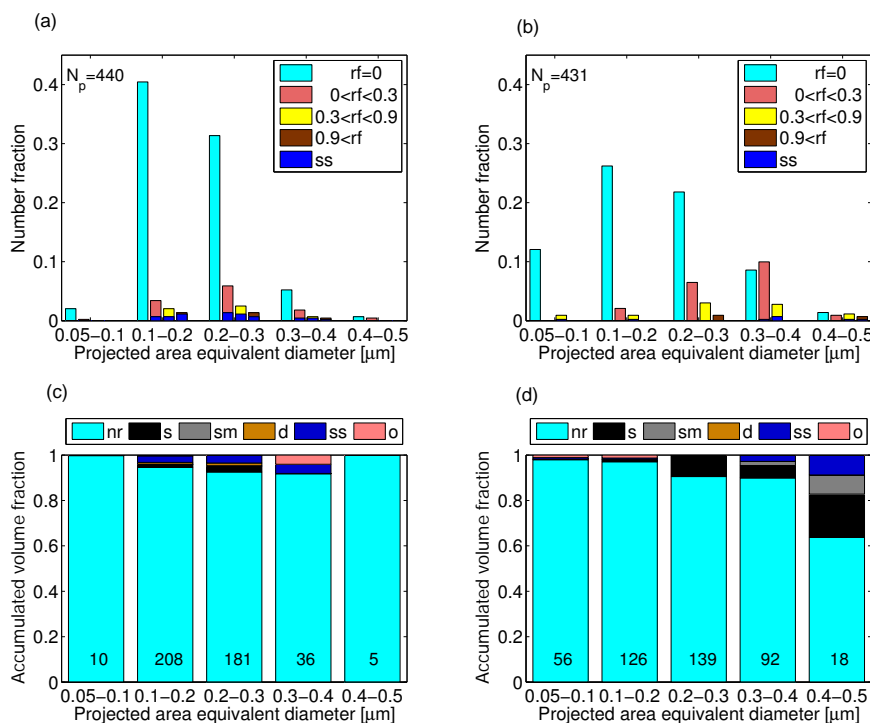 (a)
N_p=440
rf=0
0<rf<0.3
0.3<rf<0.9
0.9<rf
ss
0.4
0.3
0.2
0.1
0
Number fraction
0.05−0.1 0.1−0.2 0.2−0.3 0.3−0.4 0.4−0.5
Projected area equivalent diameter [µm]
(b)
N_p=431
rf=0
0<rf<0.3
0.3<rf<0.9
0.9<rf
ss
0.4
0.3
0.2
0.1
0
Number fraction
0.05−0.1 0.1−0.2 0.2−0.3 0.3−0.4 0.4−0.5
Projected area equivalent diameter [µm]
(c)
nr s sm d ss o
1
0.8
0.6
0.4
0.2
0
Accumulated volume fraction
10 208 181 36 5
0.05−0.1 0.1−0.2 0.2−0.3 0.3−0.4 0.4−0.5
Projected area equivalent diameter [µm]
(d)
nr s sm d ss o
1
0.8
0.6
0.4
0.2
0
Accumulated volume fraction
56 126 139 92 18
0.05−0.1 0.1−0.2 0.2−0.3 0.3−0.4 0.4−0.5
Projected area equivalent diameter [µm]